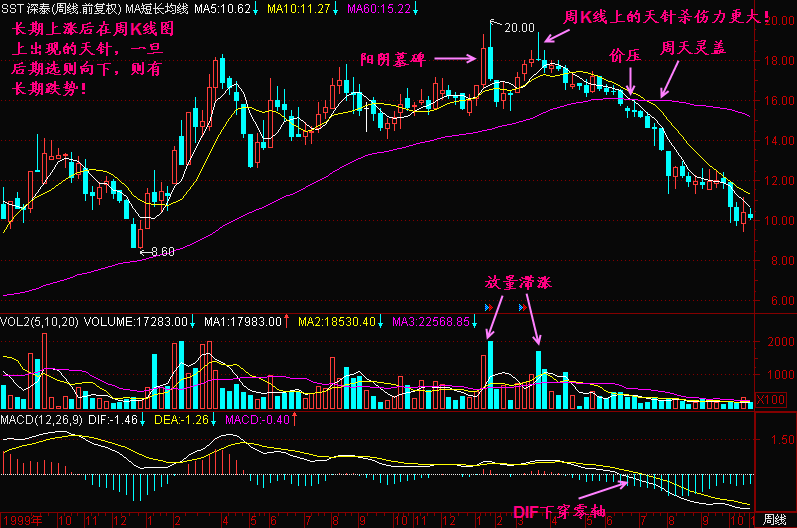 SST深泰(周线.前复权) MA短长均线 MA5:10.62↓ MA10:11.27↓ MA60:15.22↓
长期上涨后在周K线图
上出现的天针，一旦
后期选则向下，则有
长期跌势！
阳阴墓碑
20.00
周K线上的天针杀伤力更大！
价压
周天灵盖
20.00
18.00
16.00
14.00
12.00
10.00
8.00
6.00
8.60
放量滞涨
VOL2(5,10,20) VOLUME:17283.00↓ MA1:17983.00↑ MA2:18530.40↓ MA3:22568.85↓
2000
1000
X100
MACD(12,26,9) DIF:-1.46↓ DEA:-1.26↓ MACD:-0.40↑
1.50
DIF下穿零轴
1999年 10 11 12 1 2 4 5 6 7 8 9 10 11 12 1 2 3 4 5 6 7 8 9 10 1 周线